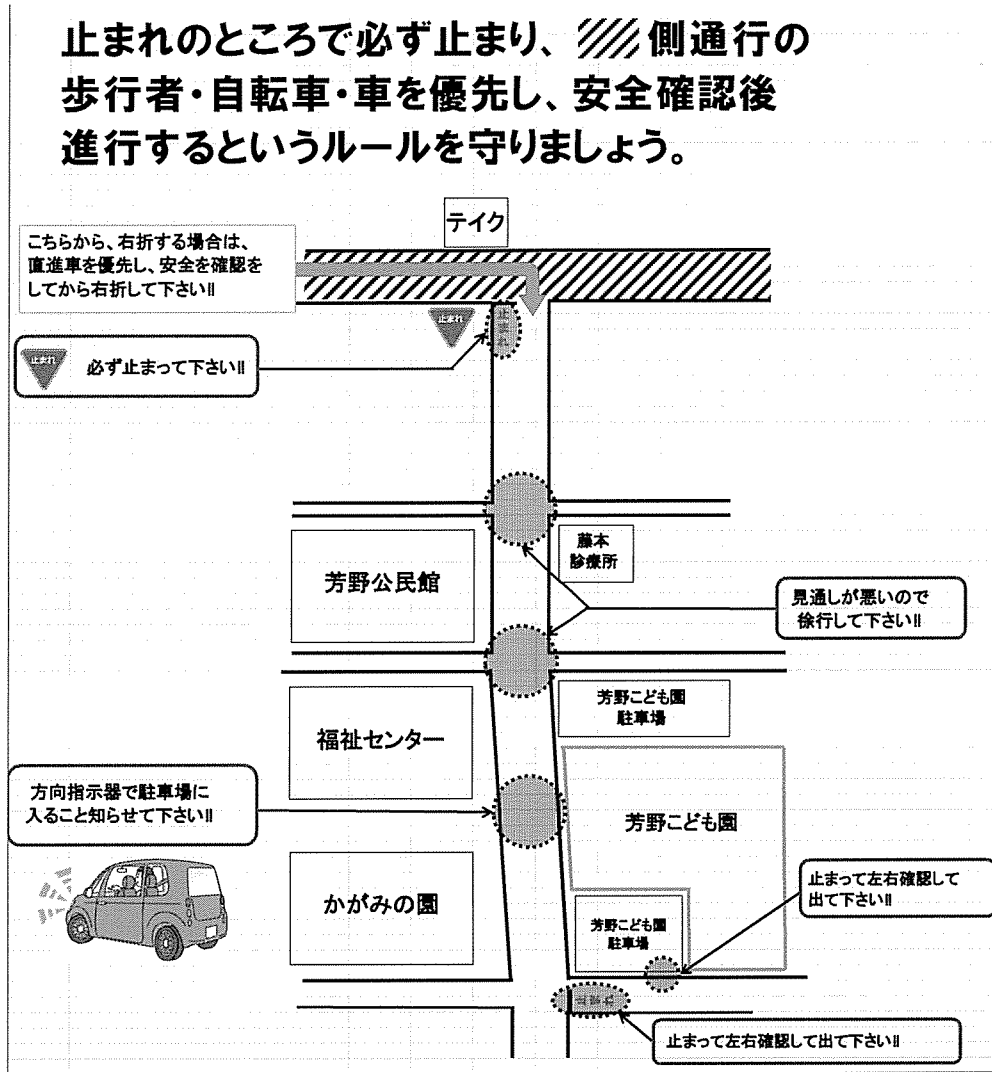 止まれのところで必ず止まり、 側通行の
歩行者・自転車・車を優先し、安全確認後
進行するというルールを守りましょう。
テイク
こちらから、右折する場合は、
直進車を優先し、安全を確認を
してから右折して下さい!!
止まれ
止まれ
止まれ
必ず止まって下さい!!
藤本
診療所
芳野公民館
見通しが悪いので
徐行して下さい!!
芳野こども園
駐車場
福祉センター
方向指示器で駐車場に
入ること知らせて下さい!!
芳野こども園
止まって左右確認して
出て下さい!!
かがみの園
芳野こども園
駐車場
止まれ
止まって左右確認して出て下さい!!